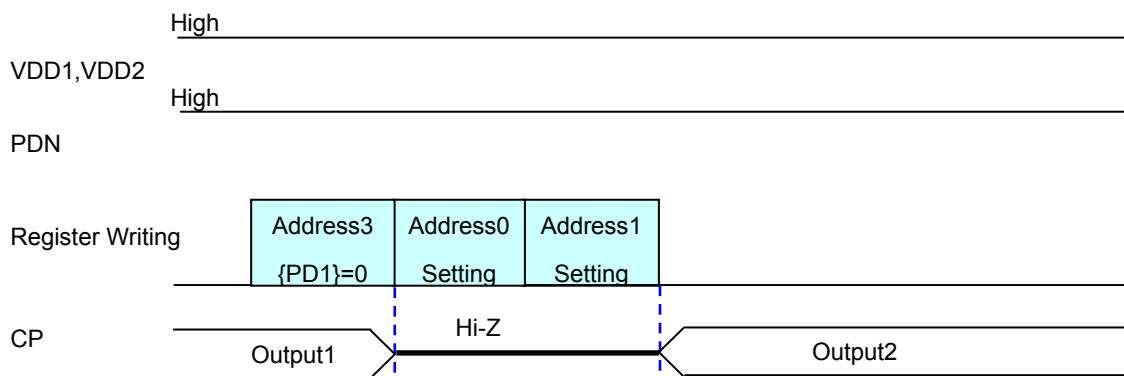 High
VDD1,VDD2
High
PDN
Register Writing
Address3
{PD1}=0
Address0
Setting
Address1
Setting
CP
Output1
Hi-Z
Output2